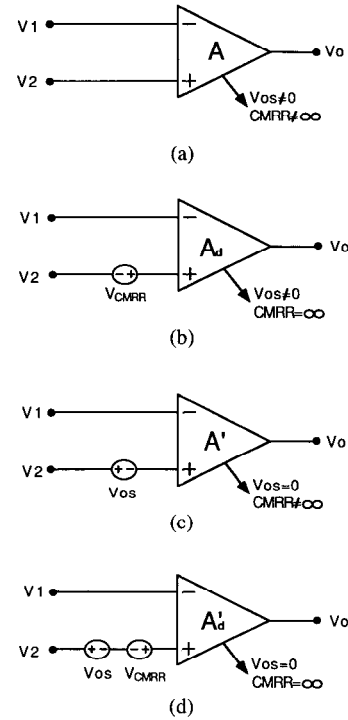 V1
A
Vo
V2
Vos≠0
CMRR≠∞
(a)
V1
Ad
Vo
V2
VCMRR
Vos≠0
CMRR=∞
(b)
V1
A'
Vo
V2
Vos
Vos=0
CMRR≠∞
(c)
V1
A'd
Vo
V2
Vos
VCMRR
Vos=0
CMRR=∞
(d)